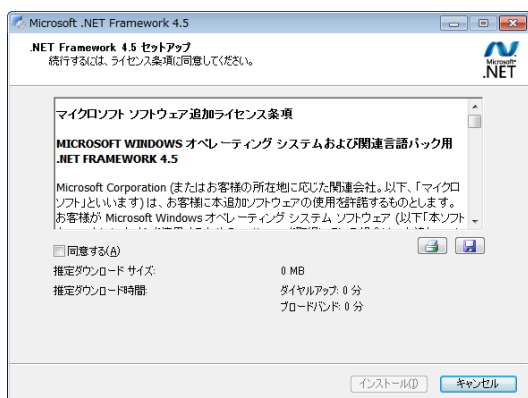 Microsoft .NET Framework 4.5
.NET Framework 4.5 セットアップ
続行するには、ライセンス条項に同意してください。
Microsoft®
.NET
マイクロソフト ソフトウェア追加ライセンス条項
MICROSOFT WINDOWS オペレーティング システムおよび関連言語パック用
.NET FRAMEWORK 4.5
Microsoft Corporation (またはお客様の所在地に応じた関連会社。以下、「マイクロ
ソフト」といいます) は、お客様に本追加ソフトウェアの使用を許諾するものとします。
お客様が Microsoft Windows オペレーティング システム ソフトウェア (以下「本ソフト
同意する(A)
推定ダウンロード サイズ: 0 MB
推定ダウンロード時間: ダイヤルアップ: 0 分
ブロードバンド: 0 分
インストール(I) キャンセル